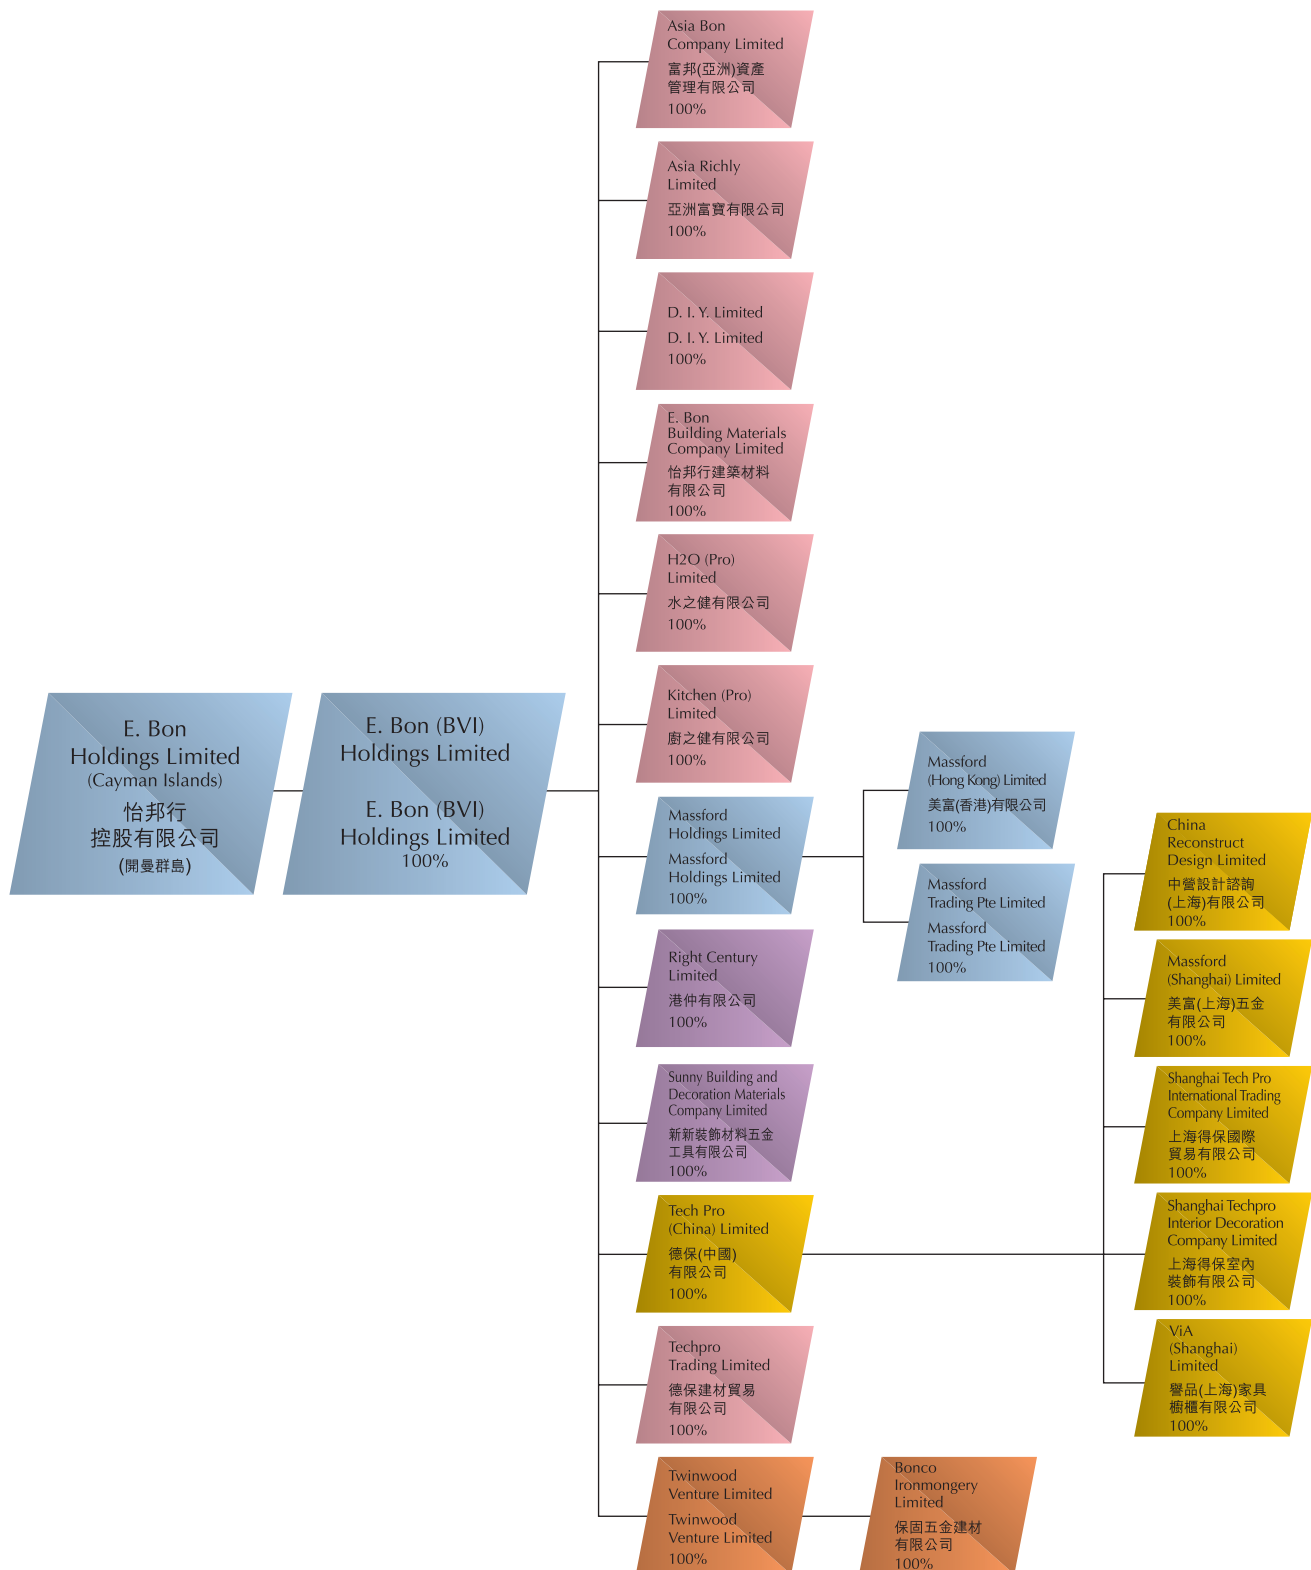 E. Bon
Holdings Limited
(Cayman Islands)
怡邦行
控股有限公司
(開曼群島)
E. Bon (BVI)
Holdings Limited
E. Bon (BVI)
Holdings Limited
100%
Asia Bon
Company Limited
富邦(亞洲)資產
管理有限公司
100%
Asia Richly
Limited
亞洲富寶有限公司
100%
D. I. Y. Limited
D. I. Y. Limited
100%
E. Bon
Building Materials
Company Limited
怡邦行建築材料
有限公司
100%
H2O (Pro)
Limited
水之健有限公司
100%
Kitchen (Pro)
Limited
廚之健有限公司
100%
Massford
Holdings Limited
Massford
Holdings Limited
100%
Massford
(Hong Kong) Limited
美富(香港)有限公司
100%
Massford
Trading Pte Limited
Massford
Trading Pte Limited
100%
Right Century
Limited
港仲有限公司
100%
Sunny Building and
Decoration Materials
Company Limited
新新裝飾材料五金
工具有限公司
100%
Tech Pro
(China) Limited
德保(中國)
有限公司
100%
China
Reconstruct
Design Limited
中營設計諮詢
(上海)有限公司
100%
Massford
(Shanghai) Limited
美富(上海)五金
有限公司
100%
Shanghai Tech Pro
International Trading
Company Limited
上海得保國際
貿易有限公司
100%
Shanghai Techpro
Interior Decoration
Company Limited
上海得保室內
裝飾有限公司
100%
ViA
(Shanghai)
Limited
譽品(上海)家具
櫥櫃有限公司
100%
Techpro
Trading Limited
德保建材貿易
有限公司
100%
Twinwood
Venture Limited
Twinwood
Venture Limited
100%
Bonco
Ironmongery
Limited
保固五金建材
有限公司
100%